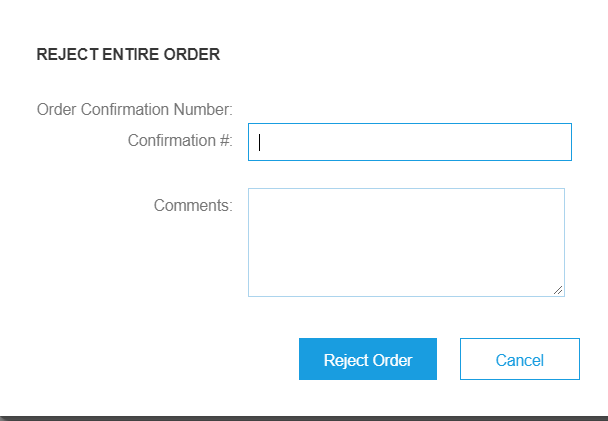 REJECT ENTIRE ORDER
Order Confirmation Number:
Confirmation #:
Comments:
Reject Order
Cancel